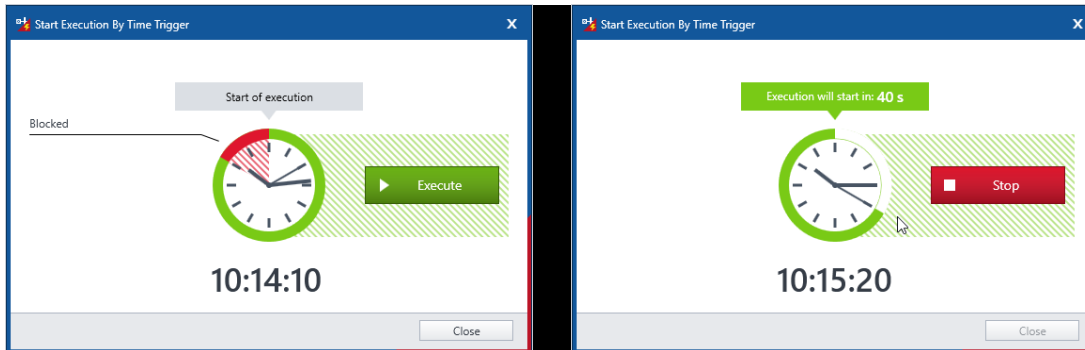 Start Execution By Time Trigger
X
Start of execution
Blocked
Execute
10:14:10
Close
Start Execution By Time Trigger
X
Execution will start in: 40 s
Stop
10:15:20
Close